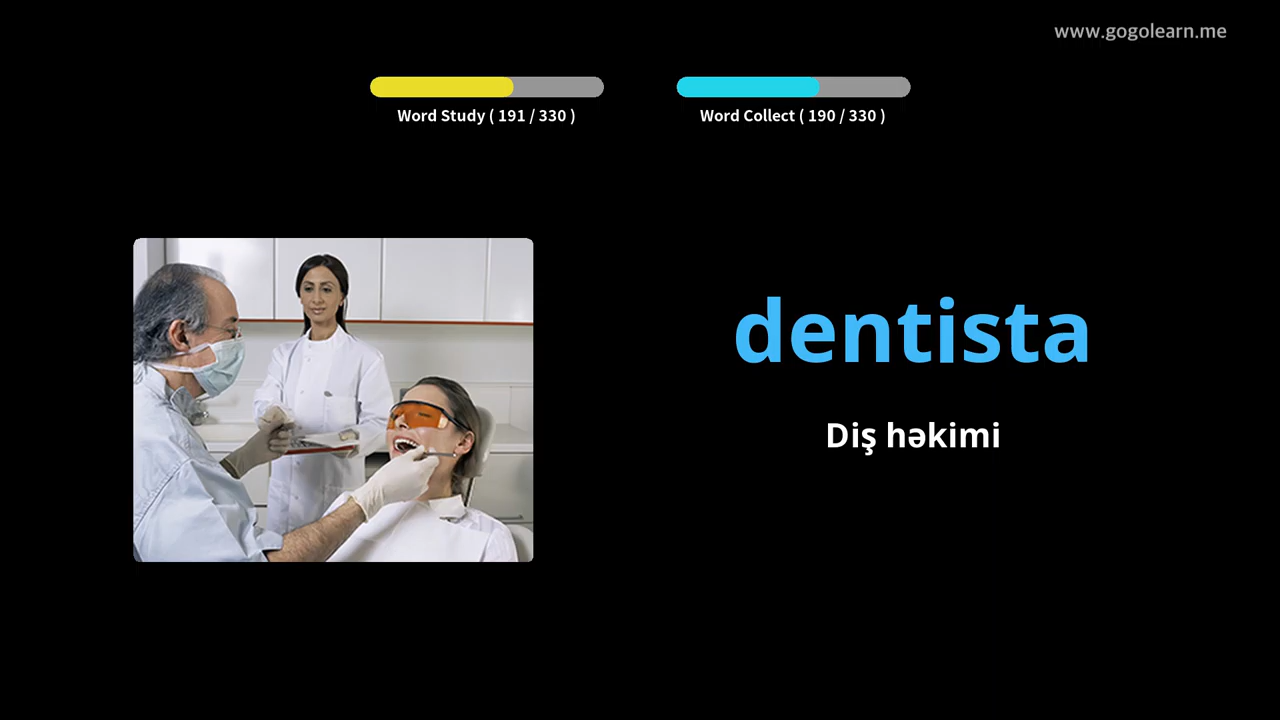 www.gogolearn.me
Word Study ( 191 / 330 )
Word Collect ( 190 / 330 )
dentista
Diş həkimi